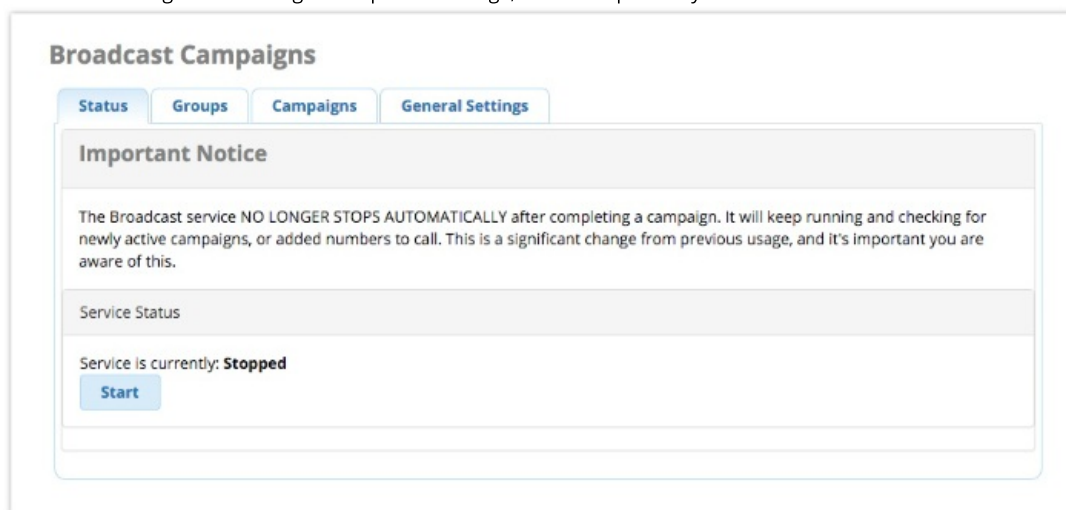 Broadcast Campaigns
Status Groups Campaigns General Settings
Important Notice
The Broadcast service NO LONGER STOPS AUTOMATICALLY after completing a campaign. It will keep running and checking for
newly active campaigns, or added numbers to call. This is a significant change from previous usage, and it's important you are
aware of this.
Service Status
Service is currently: Stopped
Start